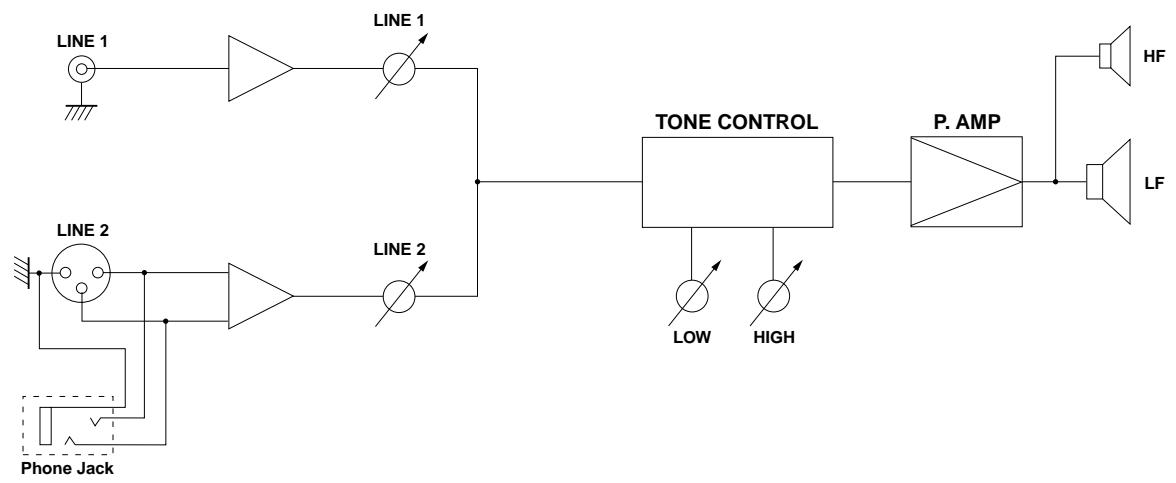 LINE 1
LINE 1
HF
TONE CONTROL
P. AMP
LF
LINE 2
LINE 2
LOW
HIGH
Phone Jack